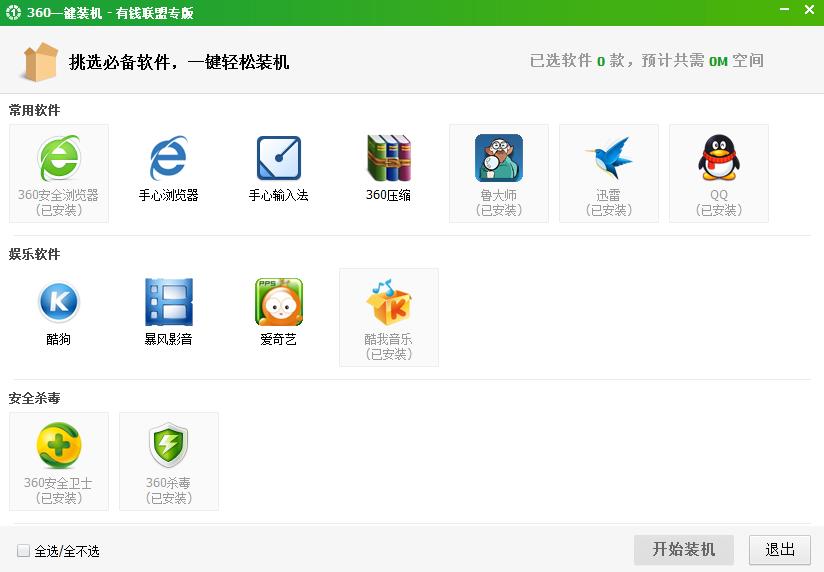 360一键装机 - 有钱联盟专版
挑选必备软件，一键轻松装机
已选软件 0 款，预计共需 0M 空间
常用软件
360安全浏览器
(已安装)
手心浏览器
手心输入法
360压缩
鲁大师
(已安装)
迅雷
(已安装)
QQ
(已安装)
娱乐软件
酷狗
暴风影音
PPS
爱奇艺
酷我音乐
(已安装)
安全杀毒
360安全卫士
(已安装)
360杀毒
(已安装)
全选/全不选
开始装机
退出